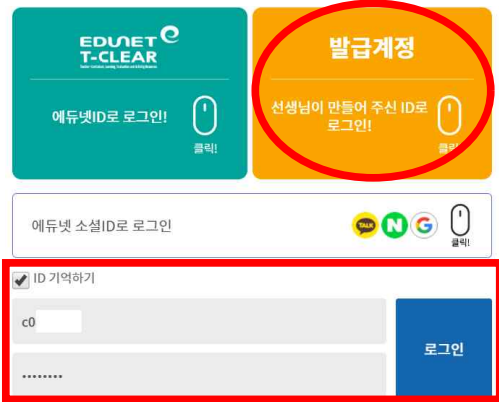 EDUNET e
T-CLEAR
에듀넷ID로 로그인!
클릭!
발급계정
선생님이 만들어 주신 ID로
로그인!
클릭!
에듀넷 소셜ID로 로그인
TALK N G
클릭!
ID 기억하기
c0
••••••••
로그인